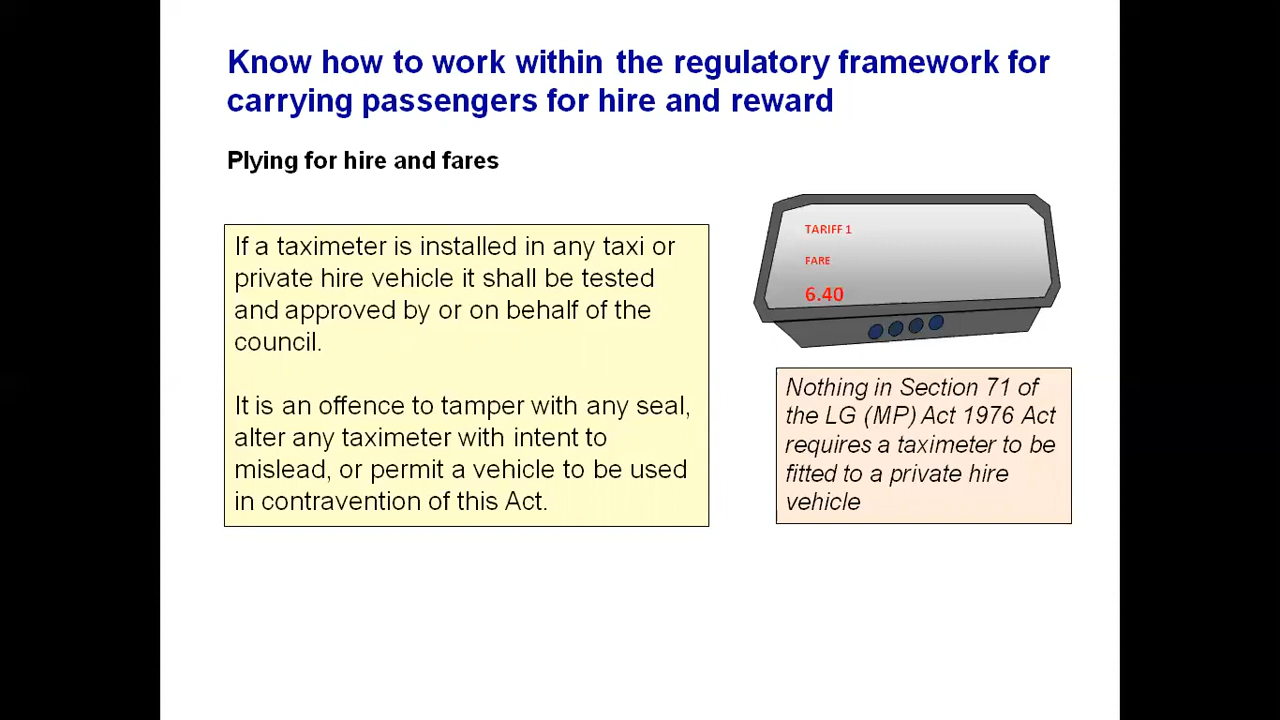 Know how to work within the regulatory framework for
carrying passengers for hire and reward
Plying for hire and fares
If a taximeter is installed in any taxi or
private hire vehicle it shall be tested
and approved by or on behalf of the
council.
It is an offence to tamper with any seal,
alter any taximeter with intent to
mislead, or permit a vehicle to be used
in contravention of this Act.
TARIFF 1
FARE
6.40
Nothing in Section 71 of
the LG (MP) Act 1976 Act
requires a taximeter to be
fitted to a private hire
vehicle